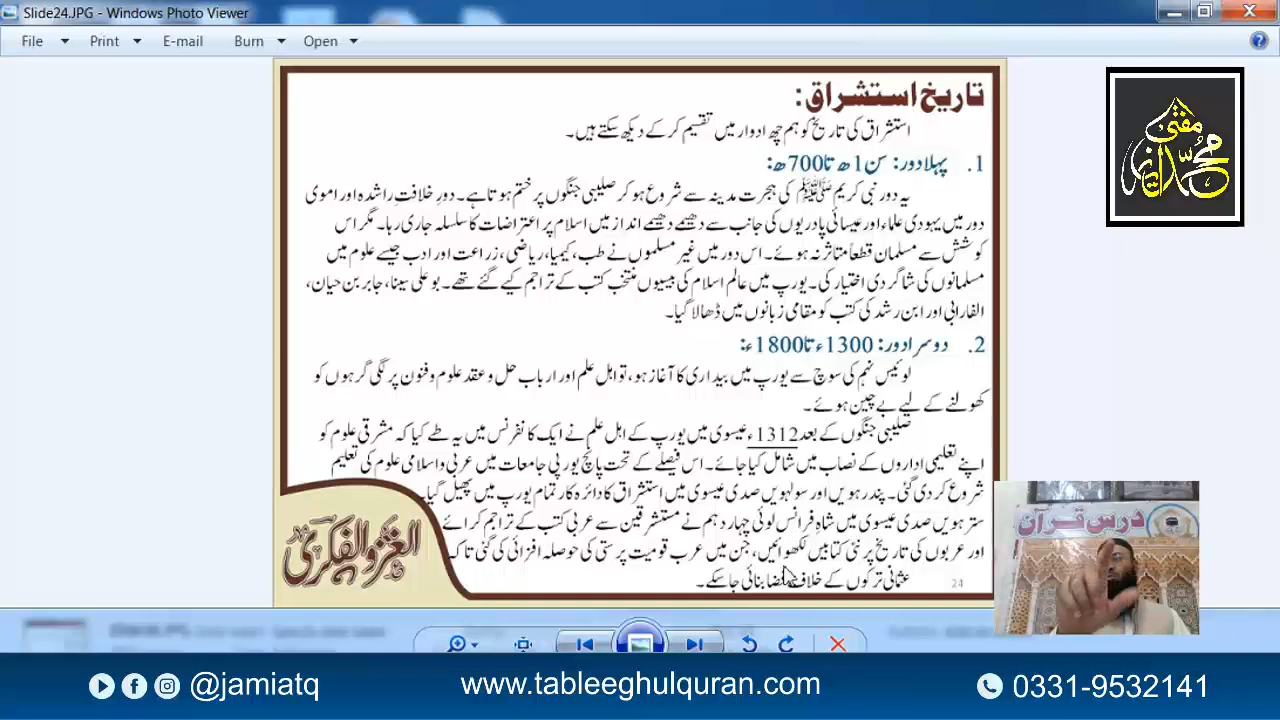 Slide24.JPG - Windows Photo Viewer
File Print E-mail Burn Open
تاریخ استشراق:
استشراق کی تاریخ کو ہم چھ ادوار میں تقسیم کر کے دیکھ سکتے ہیں۔
1. پہلا دور: سن 1ھ تا 700ھ:
یہ دور نبی کریم ﷺ کی ہجرت مدینہ سے شروع ہو کر صلیبی جنگوں پر ختم ہوتا ہے۔ دورِ خلافتِ راشدہ اور اموی
دور میں یہودی علماء اور عیسائی پادریوں کی جانب سے دھیمے دھیمے انداز میں اسلام پر اعتراضات کا سلسلہ جاری رہا۔ مگر اس
کوشش سے مسلمان قطعاً متاثر نہ ہوئے۔ اس دور میں غیر مسلموں نے طب، کیمیا، ریاضی، زراعت اور ادب جیسے علوم میں
مسلمانوں کی شاگردی اختیار کی۔ یورپ میں عالم اسلام کی بیسیوں منتخب کتب کے تراجم کیے گئے تھے۔ بوعلی سینا، جابر بن حیان،
الفارابی اور ابن رشد کی کتب کو مقامی زبانوں میں ڈھالا گیا۔
2. دوسرا دور: 1300ء تا 1800ء:
لوئیس نہم کی سوچ سے یورپ میں بیداری کا آغاز ہو، تو اہل علم اور ارباب حل و عقد علوم و فنون پر لگی گرہوں کو
کھولنے کے لیے بے چین ہوئے۔
صلیبی جنگوں کے بعد 1312ء عیسوی میں یورپ کے اہل علم نے ایک کانفرنس میں یہ طے کیا کہ مشرقی علوم کو
اپنے تعلیمی اداروں کے نصاب میں شامل کیا جائے۔ اس فیصلے کے تحت پانچ یورپی جامعات میں عربی و اسلامی علوم کی تعلیم
شروع کر دی گئی۔ پندرہویں اور سولہویں صدی عیسوی میں استشراق کا دائرہ کار تمام یورپ میں پھیل گیا۔
سترہویں صدی عیسوی میں شاہِ فرانس لوئی چہار دہم نے مستشرقین سے عربی کتب کے تراجم کرائے
اور عربوں کی تاریخ پر نئی کتابیں لکھوائیں، جن میں عرب قومیت پرستی کی حوصلہ افزائی کی گئی تاکہ
عثمانی ترکوں کے خلاف فضا بنائی جاسکے۔
24
الغزو الفکری
مفتی محمد
درس قرآن
@jamiatq
www.tableeghulquran.com
0331-9532141